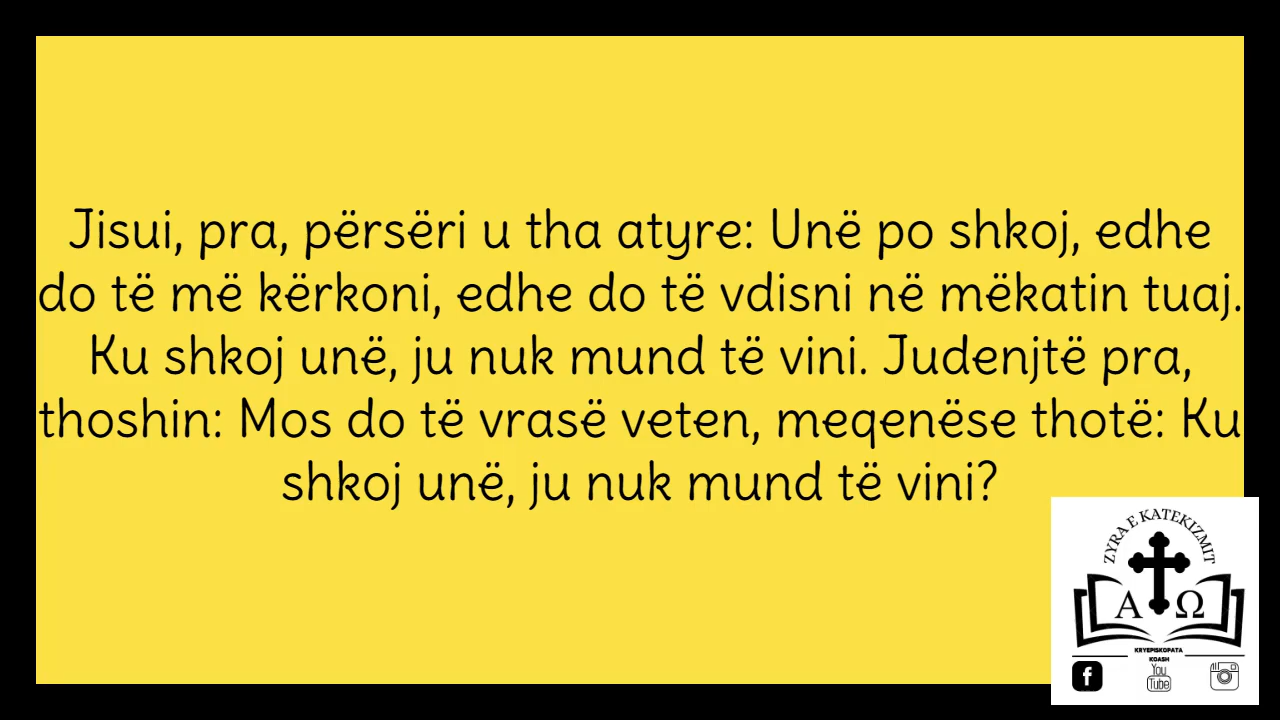 Jisui, pra, përsëri u tha atyre: Unë po shkoj, edhe
do të më kërkoni, edhe do të vdisni në mëkatin tuaj.
Ku shkoj unë, ju nuk mund të vini. Judenjtë pra,
thoshin: Mos do të vrasë veten, meqenëse thotë: Ku
shkoj unë, ju nuk mund të vini?
ZYRA E KATEKIZMIT
Α Ω
KRYEPISKOPATA
KOASH
You
Tube